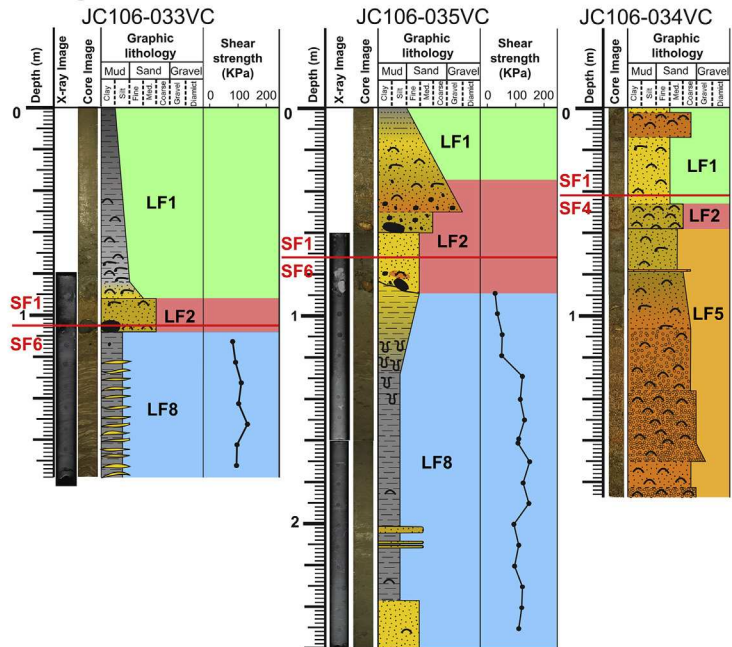 JC106-033VC
Depth (m)
X-ray Image
Core Image
Graphic
lithology
Mud
Sand
Gravel
Clay
Silt
Fine
Med.
Coarse
Gravel
Diamict
Shear
strength
(KPa)
0 100 200
0
LF1
SF1
1
LF2
SF6
LF8
JC106-035VC
Depth (m)
X-ray Image
Core Image
Graphic
lithology
Mud
Sand
Gravel
Clay
Silt
Fine
Med.
Coarse
Gravel
Diamict
Shear
strength
(KPa)
0 100 200
0
LF1
LF2
SF1
SF6
1
LF8
2
JC106-034VC
Depth (m)
Core Image
Graphic
lithology
Mud
Sand
Gravel
Clay
Silt
Fine
Med.
Coarse
Gravel
Diamict
0
LF1
SF1
SF4
LF2
1
LF5